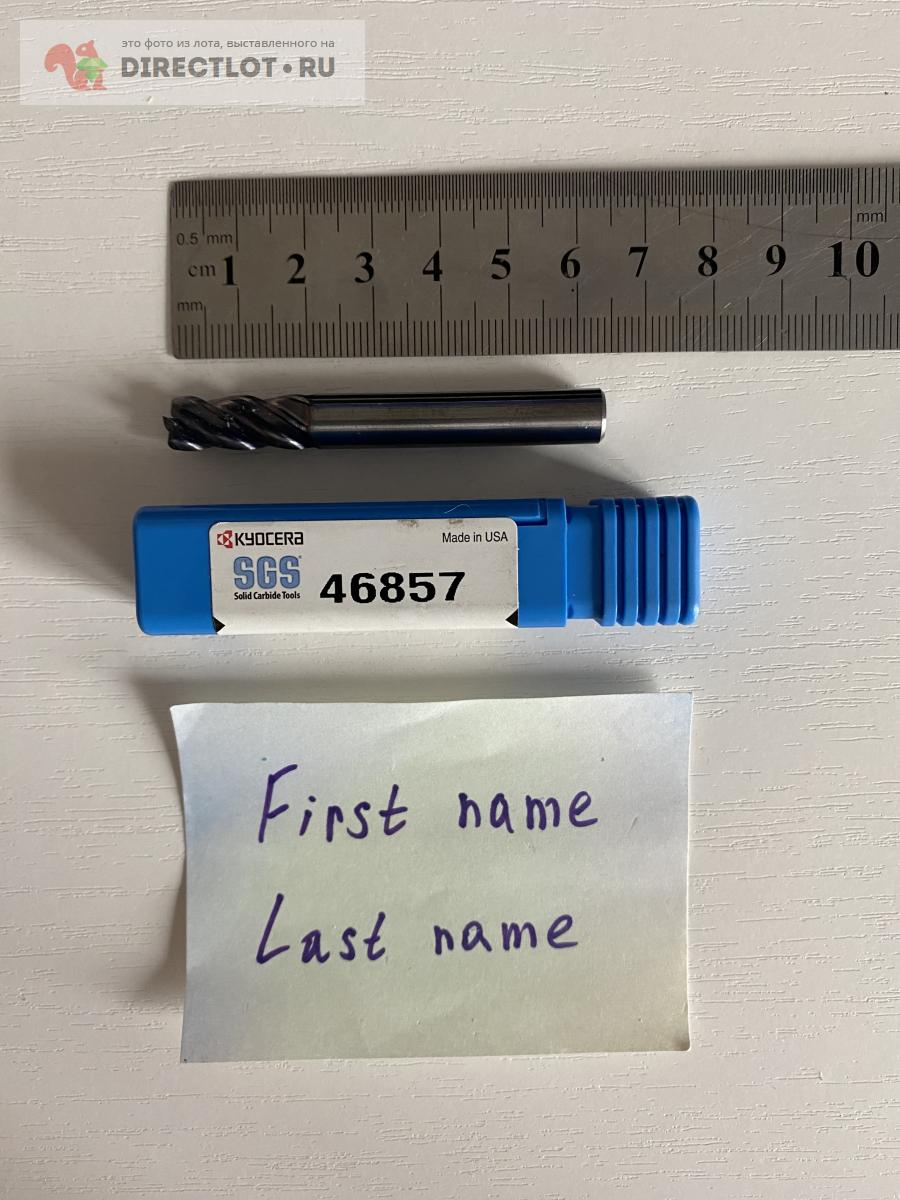 это фото из лота, выставленного на
DIRECTLOT.RU
0.5 mm
mm
cm 1 2 3 4 5 6 7 8 9 10
mm
KYOCERA
Made in USA
SGS
46857
Solid Carbide Tools
First name
Last name